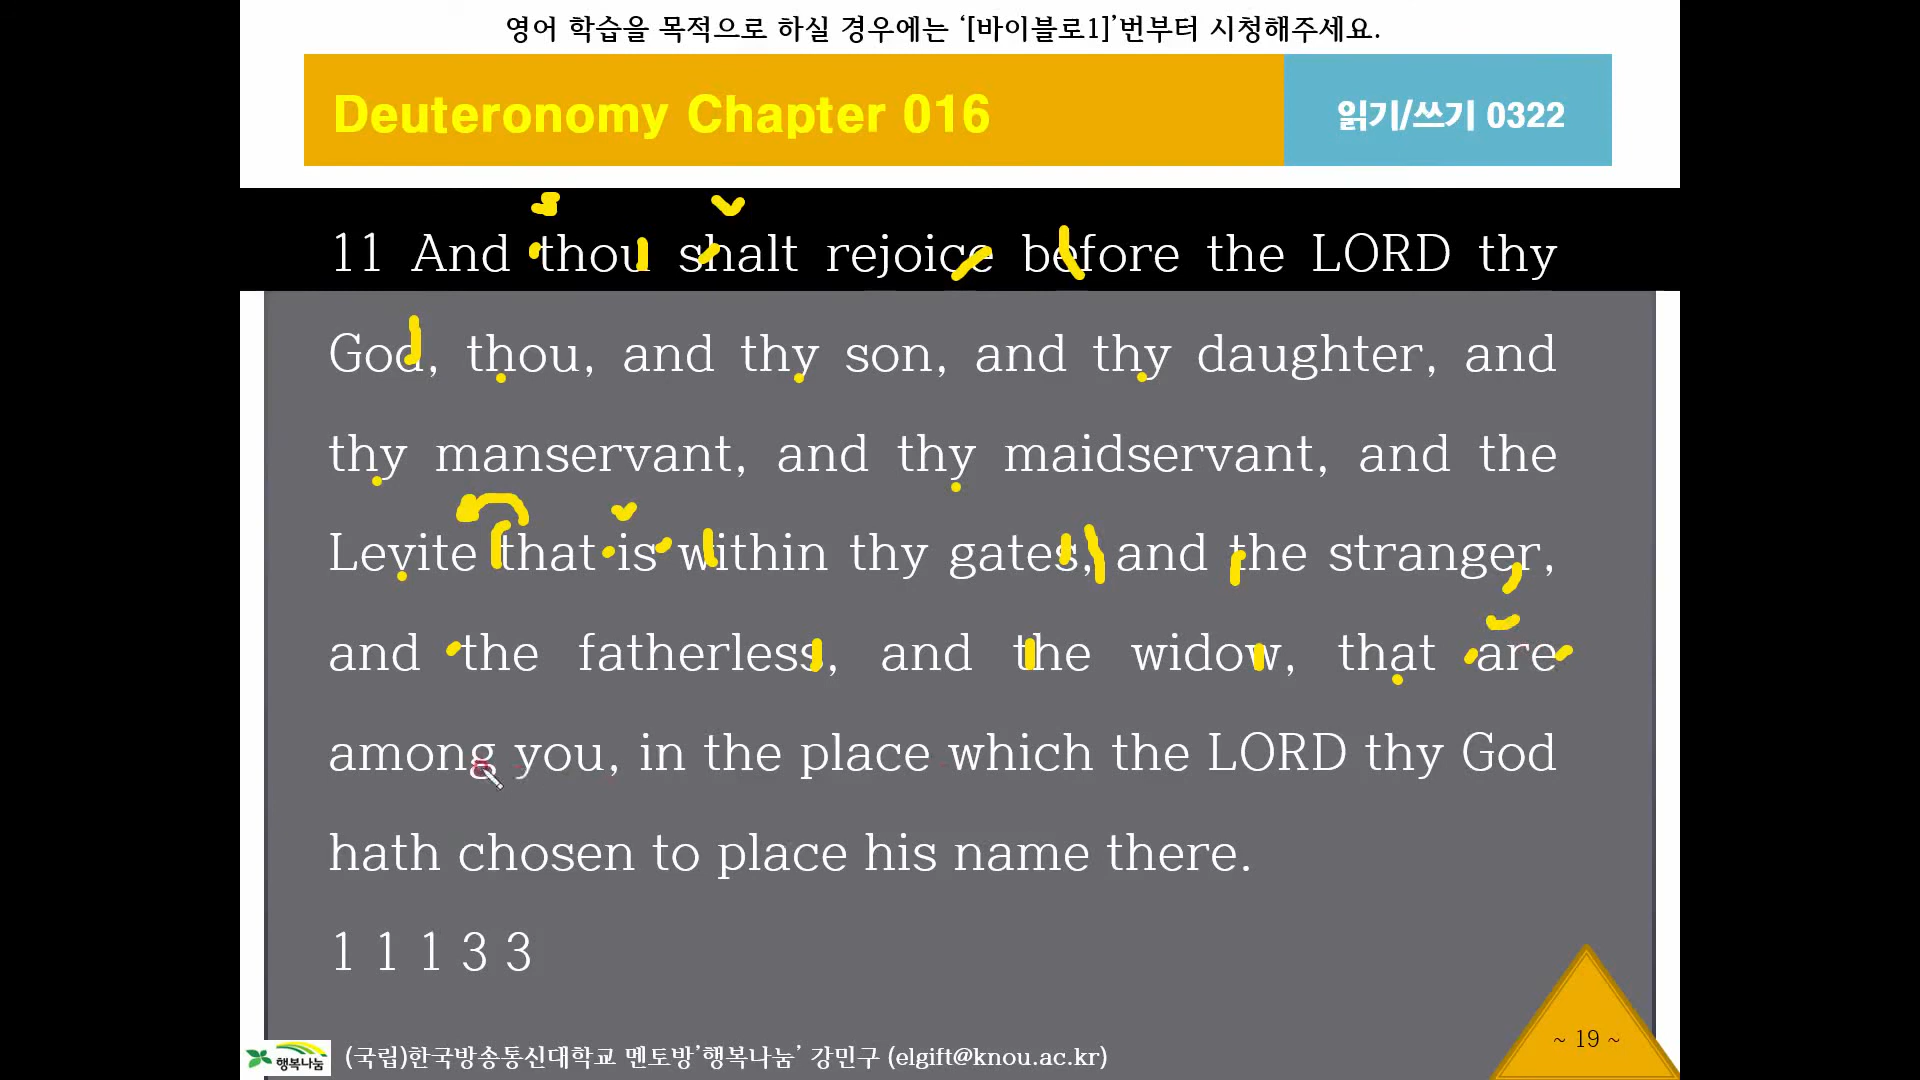 영어 학습을 목적으로 하실 경우에는 ‘[바이블로1]’번부터 시청해주세요.
Deuteronomy Chapter 016
읽기/쓰기 0322
11 And thou shalt rejoice before the LORD thy
God, thou, and thy son, and thy daughter, and
thy manservant, and thy maidservant, and the
Levite that is within thy gates, and the stranger,
and the fatherless, and the widow, that are
among you, in the place which the LORD thy God
hath chosen to place his name there.
1 1 1 3 3
~ 19 ~
행복나눔
(국립)한국방송통신대학교 멘토방’행복나눔’ 강민구 (elgift@knou.ac.kr)